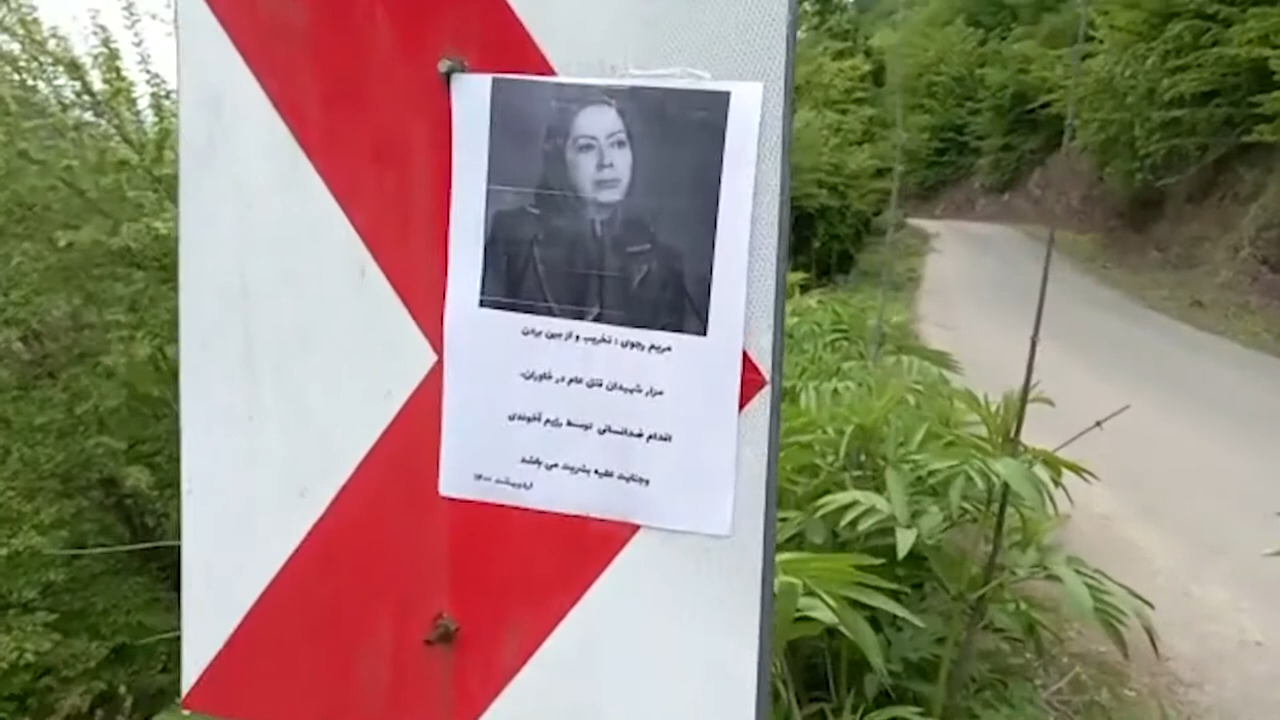 مریم رجوی : تخریب و از بین بردن
مزار شهیدان قتل عام در خاوران،
اقدام ضدانسانی توسط رژیم آخوندی
وجنایت علیه بشریت می باشد
اردیبهشت ۱۴۰۰